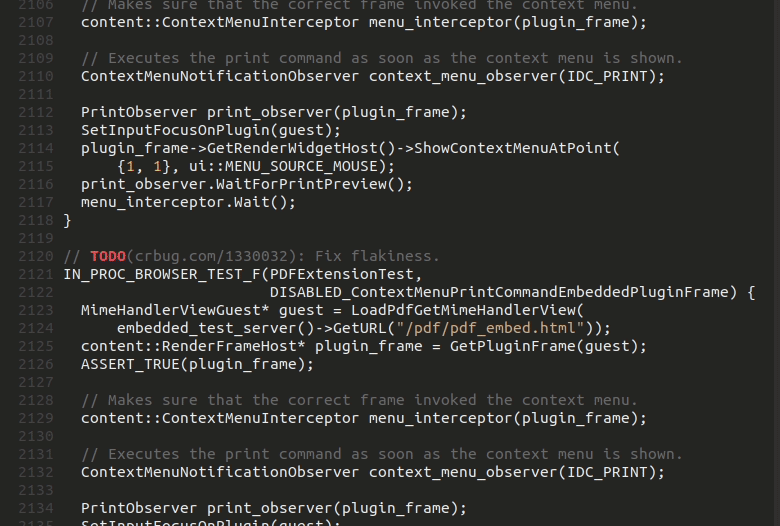 2106   // Makes sure that the correct frame invoked the context menu.
2107   content::ContextMenuInterceptor menu_interceptor(plugin_frame);
2108
2109   // Executes the print command as soon as the context menu is shown.
2110   ContextMenuNotificationObserver context_menu_observer(IDC_PRINT);
2111
2112   PrintObserver print_observer(plugin_frame);
2113   SetInputFocusOnPlugin(guest);
2114   plugin_frame->GetRenderWidgetHost()->ShowContextMenuAtPoint(
2115       {1, 1}, ui::MENU_SOURCE_MOUSE);
2116   print_observer.WaitForPrintPreview();
2117   menu_interceptor.Wait();
2118 }
2119
2120 // TODO(crbug.com/1330032): Fix flakiness.
2121 IN_PROC_BROWSER_TEST_F(PDFExtensionTest,
2122                        DISABLED_ContextMenuPrintCommandEmbeddedPluginFrame) {
2123   MimeHandlerViewGuest* guest = LoadPdfGetMimeHandlerView(
2124       embedded_test_server()->GetURL("/pdf/pdf_embed.html"));
2125   content::RenderFrameHost* plugin_frame = GetPluginFrame(guest);
2126   ASSERT_TRUE(plugin_frame);
2127
2128   // Makes sure that the correct frame invoked the context menu.
2129   content::ContextMenuInterceptor menu_interceptor(plugin_frame);
2130
2131   // Executes the print command as soon as the context menu is shown.
2132   ContextMenuNotificationObserver context_menu_observer(IDC_PRINT);
2133
2134   PrintObserver print_observer(plugin_frame);
2135   SetInputFocusOnPlugin(guest);